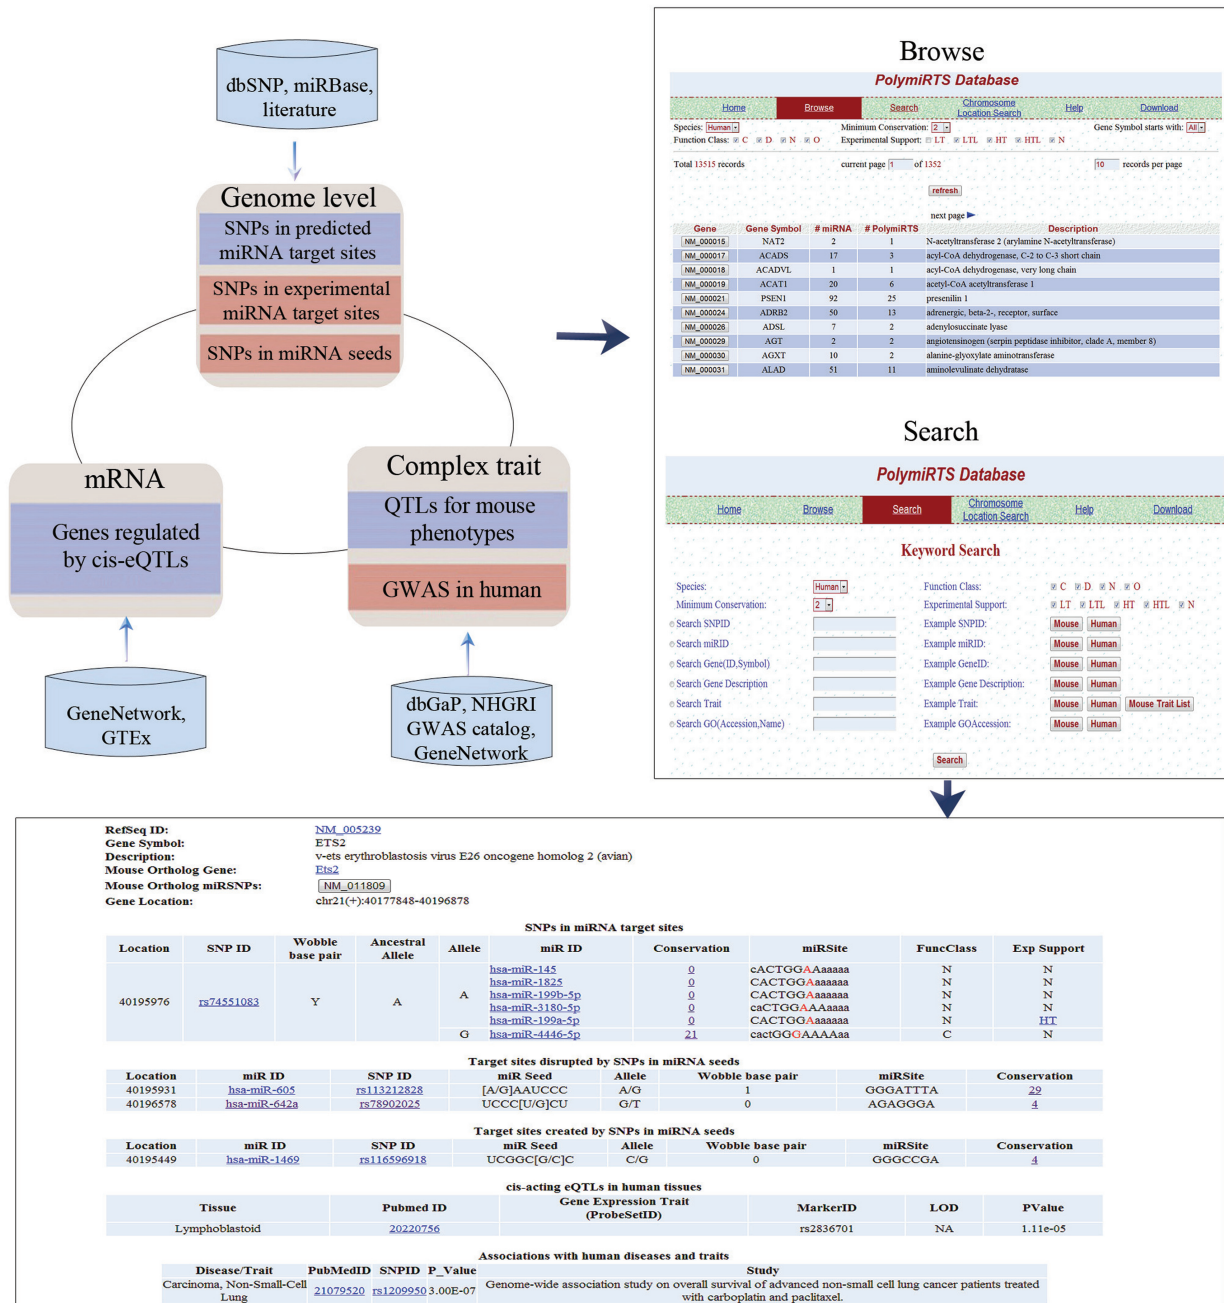 dbSNP, miRBase,
literature
Genome level
SNPs in predicted
miRNA target sites
SNPs in experimental
miRNA target sites
SNPs in miRNA seeds
mRNA
Genes regulated
by cis-eQTLs
Complex trait
QTLs for mouse
phenotypes
GWAS in human
GeneNetwork,
GTEx
dbGaP, NHGRI
GWAS catalog,
GeneNetwork
Browse
PolymiRTS Database
Home Browse Search Chromosome Location Search Help Download
Species: Human Minimum Conservation: 2 Gene Symbol starts with: All
Function Class: C D N O Experimental Support: LT LTL HT HTL N
Total 13515 records current page 1 of 1352 10 records per page
refresh
next page
Gene Gene Symbol # miRNA # PolymiRTS Description
NM_000015 NAT2 2 1 N-acetyltransferase 2 (arylamine N-acetyltransferase)
NM_000017 ACADS 17 3 acyl-CoA dehydrogenase, C-2 to C-3 short chain
NM_000018 ACADVL 1 1 acyl-CoA dehydrogenase, very long chain
NM_000019 ACAT1 20 6 acetyl-CoA acetyltransferase 1
NM_000021 PSEN1 92 25 presenilin 1
NM_000024 ADRB2 50 13 adrenergic, beta-2-, receptor, surface
NM_000026 ADSL 7 2 adenylosuccinate lyase
NM_000029 AGT 2 2 angiotensinogen (serpin peptidase inhibitor, clade A, member 8)
NM_000030 AGXT 10 2 alanine-glyoxylate aminotransferase
NM_000031 ALAD 51 11 aminolevulinate dehydratase
Search
PolymiRTS Database
Home Browse Search Chromosome Location Search Help Download
Keyword Search
Species: Human Function Class: C D N O
Minimum Conservation: 2 Experimental Support: LT LTL HT HTL N
Search SNPID Example SNPID: Mouse Human
Search miRID Example miRID: Mouse Human
Search Gene(ID,Symbol) Example GeneID: Mouse Human
Search Gene Description Example Gene Description: Mouse Human
Search Trait Example Trait: Mouse Human Mouse Trait List
Search GO(Accession,Name) Example GOAccession: Mouse Human
Search
RefSeq ID: NM_005239
Gene Symbol: ETS2
Description: v-ets erythroblastosis virus E26 oncogene homolog 2 (avian)
Mouse Ortholog Gene: Ets2
Mouse Ortholog miRSNPs: NM_011809
Gene Location: chr21(+):40177848-40196878
SNPs in miRNA target sites
Location SNP ID Wobble base pair Ancestral Allele Allele miR ID Conservation miRSite FuncClass Exp Support
40195976 rs74551083 Y A A hsa-miR-145 0 cACTGGAAaaaaa N N
hsa-miR-1825 0 CACTGGAaaaaaa N N
hsa-miR-199b-5p 0 CACTGGAaaaaaa N N
hsa-miR-3180-5p 0 caCTGGAAAaaaa N N
hsa-miR-199a-5p 0 CACTGGAaaaaaa N HT
G hsa-miR-4446-5p 21 cactGGGAAAAaa C N
Target sites disrupted by SNPs in miRNA seeds
Location miR ID SNP ID miR Seed Allele Wobble base pair miRSite Conservation
40195931 hsa-miR-605 rs113212828 [A/G]AAUCCC A/G 1 GGGATTTA 29
40196578 hsa-miR-642a rs78902025 UCCC[U/G]CU G/T 0 AGAGGGA 4
Target sites created by SNPs in miRNA seeds
Location miR ID SNP ID miR Seed Allele Wobble base pair miRSite Conservation
40195449 hsa-miR-1469 rs116596918 UCGGC[G/C]C C/G 0 GGGCCGA 4
cis-acting eQTLs in human tissues
Tissue Pubmed ID Gene Expression Trait (ProbeSetID) MarkerID LOD PValue
Lymphoblastoid 20220756 rs2836701 NA 1.11e-05
Associations with human diseases and traits
Disease/Trait PubMedID SNPID P_Value Study
Carcinoma, Non-Small-Cell Lung 21079520 rs1209950 3.00E-07 Genome-wide association study on overall survival of advanced non-small cell lung cancer patients treated with carboplatin and paclitaxel.